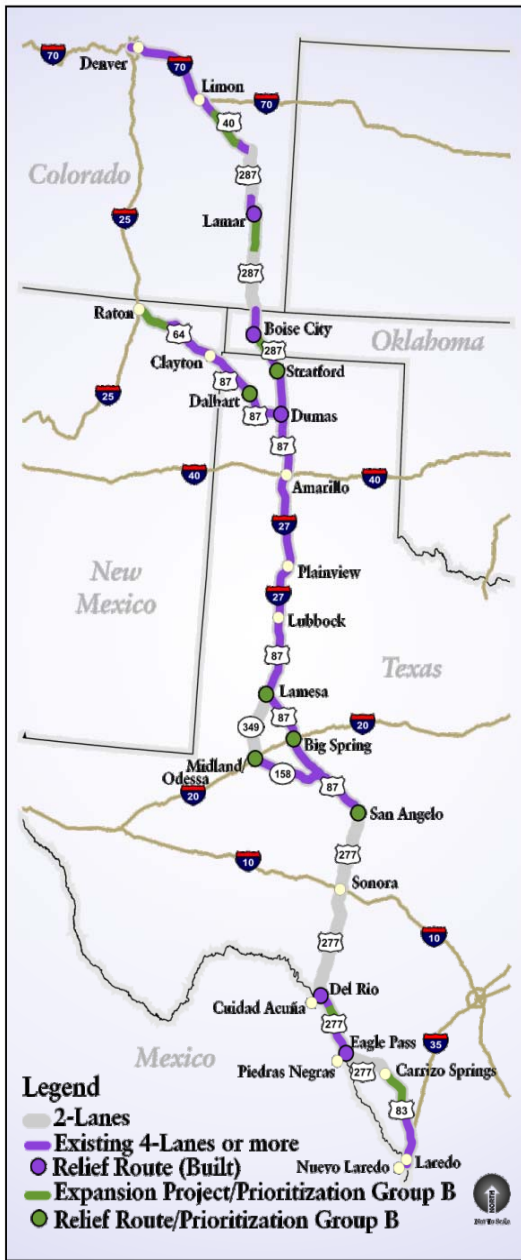 Denver
70
70
Limon
70
40
Colorado
287
25
Lamar
287
Raton
Boise City
Oklahoma
64
287
Clayton
Stratford
87
25
Dalhart
87
Dumas
87
40
Amarillo
40
27
New
Mexico
Plainview
27
Lubbock
87
Texas
Lamesa
87
20
349
Big Spring
Midland/
Odessa
158
87
20
San Angelo
277
10
Sonora
277
10
Del Rio
Cuidad Acuña
277
35
Eagle Pass
Mexico
Piedras Negras
277
Carrizo Springs
83
Laredo
Nuevo Laredo
Legend
2-Lanes
Existing 4-Lanes or more
Relief Route (Built)
Expansion Project/Prioritization Group B
Relief Route/Prioritization Group B
NORTH
Not To Scale